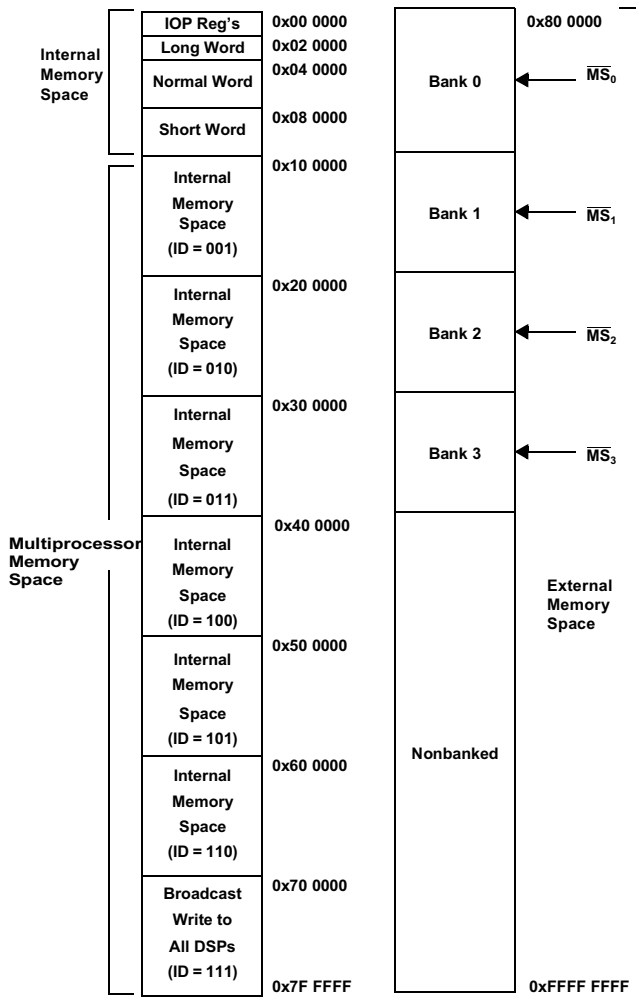 Internal
Memory
Space
IOP Reg's
0x00 0000
Long Word
0x02 0000
Normal Word
0x04 0000
Short Word
0x08 0000
Multiprocessor
Memory
Space
Internal
Memory
Space
(ID = 001)
0x10 0000
Internal
Memory
Space
(ID = 010)
0x20 0000
Internal
Memory
Space
(ID = 011)
0x30 0000
Internal
Memory
Space
(ID = 100)
0x40 0000
Internal
Memory
Space
(ID = 101)
0x50 0000
Internal
Memory
Space
(ID = 110)
0x60 0000
Broadcast
Write to
All DSPs
(ID = 111)
0x70 0000
0x7F FFFF
0x80 0000
Bank 0
M̅S̅₀
Bank 1
M̅S̅₁
Bank 2
M̅S̅₂
Bank 3
M̅S̅₃
Nonbanked
External
Memory
Space
0xFFFF FFFF